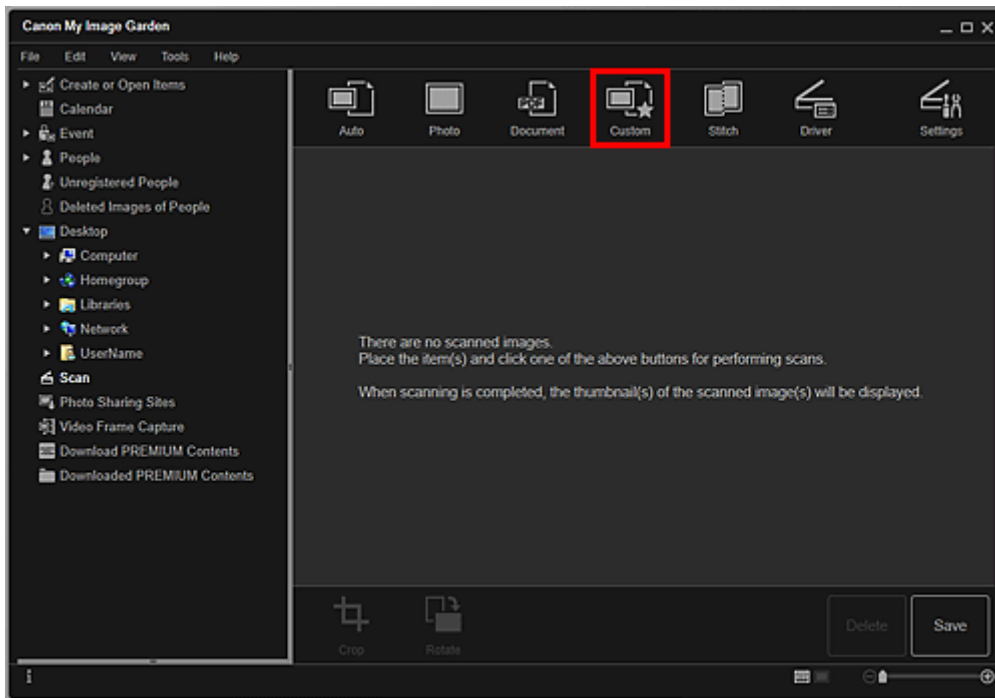 Canon My Image Garden
File Edit View Tools Help
Create or Open Items
Calendar
Event
People
Unregistered People
Deleted Images of People
Desktop
Computer
Homegroup
Libraries
Network
UserName
Scan
Photo Sharing Sites
Video Frame Capture
Download PREMIUM Contents
Downloaded PREMIUM Contents
Auto Photo Document Custom Stitch Driver Settings
PDF
There are no scanned images.
Place the item(s) and click one of the above buttons for performing scans.
When scanning is completed, the thumbnail(s) of the scanned image(s) will be displayed.
Crop Rotate Delete Save